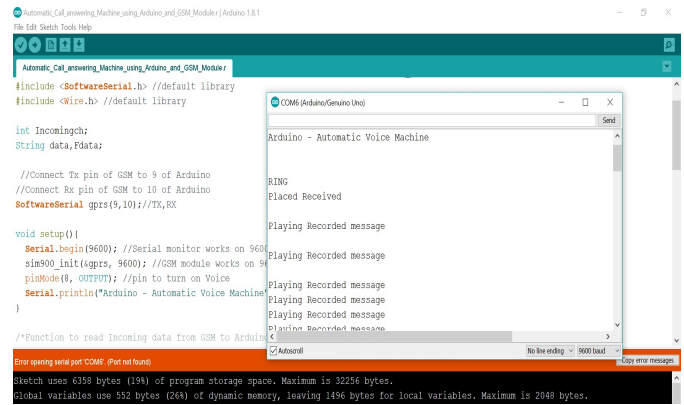 Automatic_Call_answering_Machine_using_Arduino_and_GSM_Module.r | Arduino 1.8.1
File Edit Sketch Tools Help
Automatic_Call_answering_Machine_using_Arduino_and_GSM_Module.r
#include <SoftwareSerial.h> //default library
#include <Wire.h> //default library
int Incomingch;
String data,Fdata;
//Connect Tx pin of GSM to 9 of Arduino
//Connect Rx pin of GSM to 10 of Arduino
SoftwareSerial gprs(9,10);//TX,RX
void setup(){
Serial.begin(9600); //Serial monitor works on 960
sim900_init(&gprs, 9600); //GSM module works on 9
pinMode(8, OUTPUT); //pin to turn on Voice
Serial.println("Arduino - Automatic Voice Machine"
}
/*Function to read Incoming data from GSM to Arduino
COM6 (Arduino/Genuino Uno)
Send
Arduino - Automatic Voice Machine
RING
Placed Received
Playing Recorded message
Playing Recorded message
Playing Recorded message
Playing Recorded message
Playing Recorded message
Playing Recorded message
Autoscroll
No line ending
9600 baud
Error opening serial port 'COM6'. (Port not found)
Copy error messages
Sketch uses 6358 bytes (19%) of program storage space. Maximum is 32256 bytes.
Global variables use 552 bytes (26%) of dynamic memory, leaving 1496 bytes for local variables. Maximum is 2048 bytes.